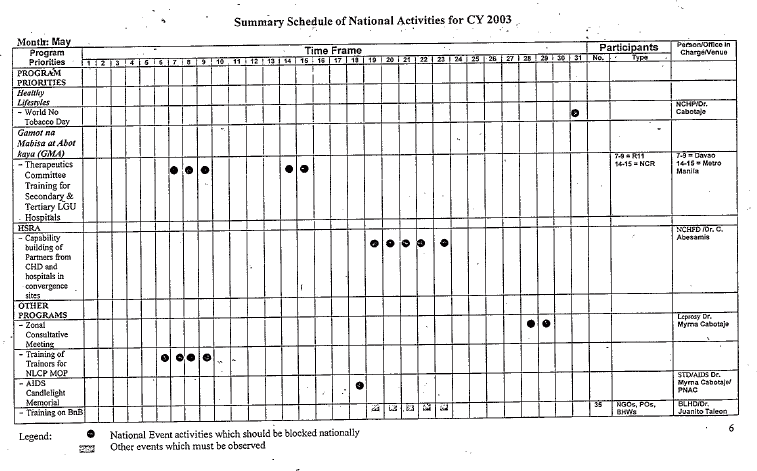 Summary Schedule of National Activities for CY 2003
Month: May
Program Priorities Time Frame Participants Person/Office In Charge/Venue
1 2 3 4 5 6 7 8 9 10 11 12 13 14 15 16 17 18 19 20 21 22 23 24 25 26 27 28 29 30 31 No. Type
PROGRAM
PRIORITIES
Healthy
Lifestyles
- World No
Tobacco Day
NCHP/Dr.
Cabotaje
Gamot na
Mabisa at Abot
kaya (GMA)
- Therapeutics
Committee
Training for
Secondary &
Tertiary LGU
Hospitals
7-9 = R11
14-15 = NCR
7-9 = Davao
14-15 = Metro
Manila
HSRA
- Capability
building of
Partners from
CHD and
hospitals in
convergence
sites
NCHFD /Dr. C.
Abesamis
OTHER
PROGRAMS
- Zonal
Consultative
Meeting
Leprosy Dr.
Myrna Cabotaje
- Training of
Trainors for
NLCP MOP
- AIDS
Candlelight
Memorial
STD/AIDS Dr.
Myrna Cabotaje/
PNAC
- Training on BnB
35
NGOs, POs,
BHWs
BLHD/Dr.
Juanito Taleon
Legend: National Event activities which should be blocked nationally
Other events which must be observed
6